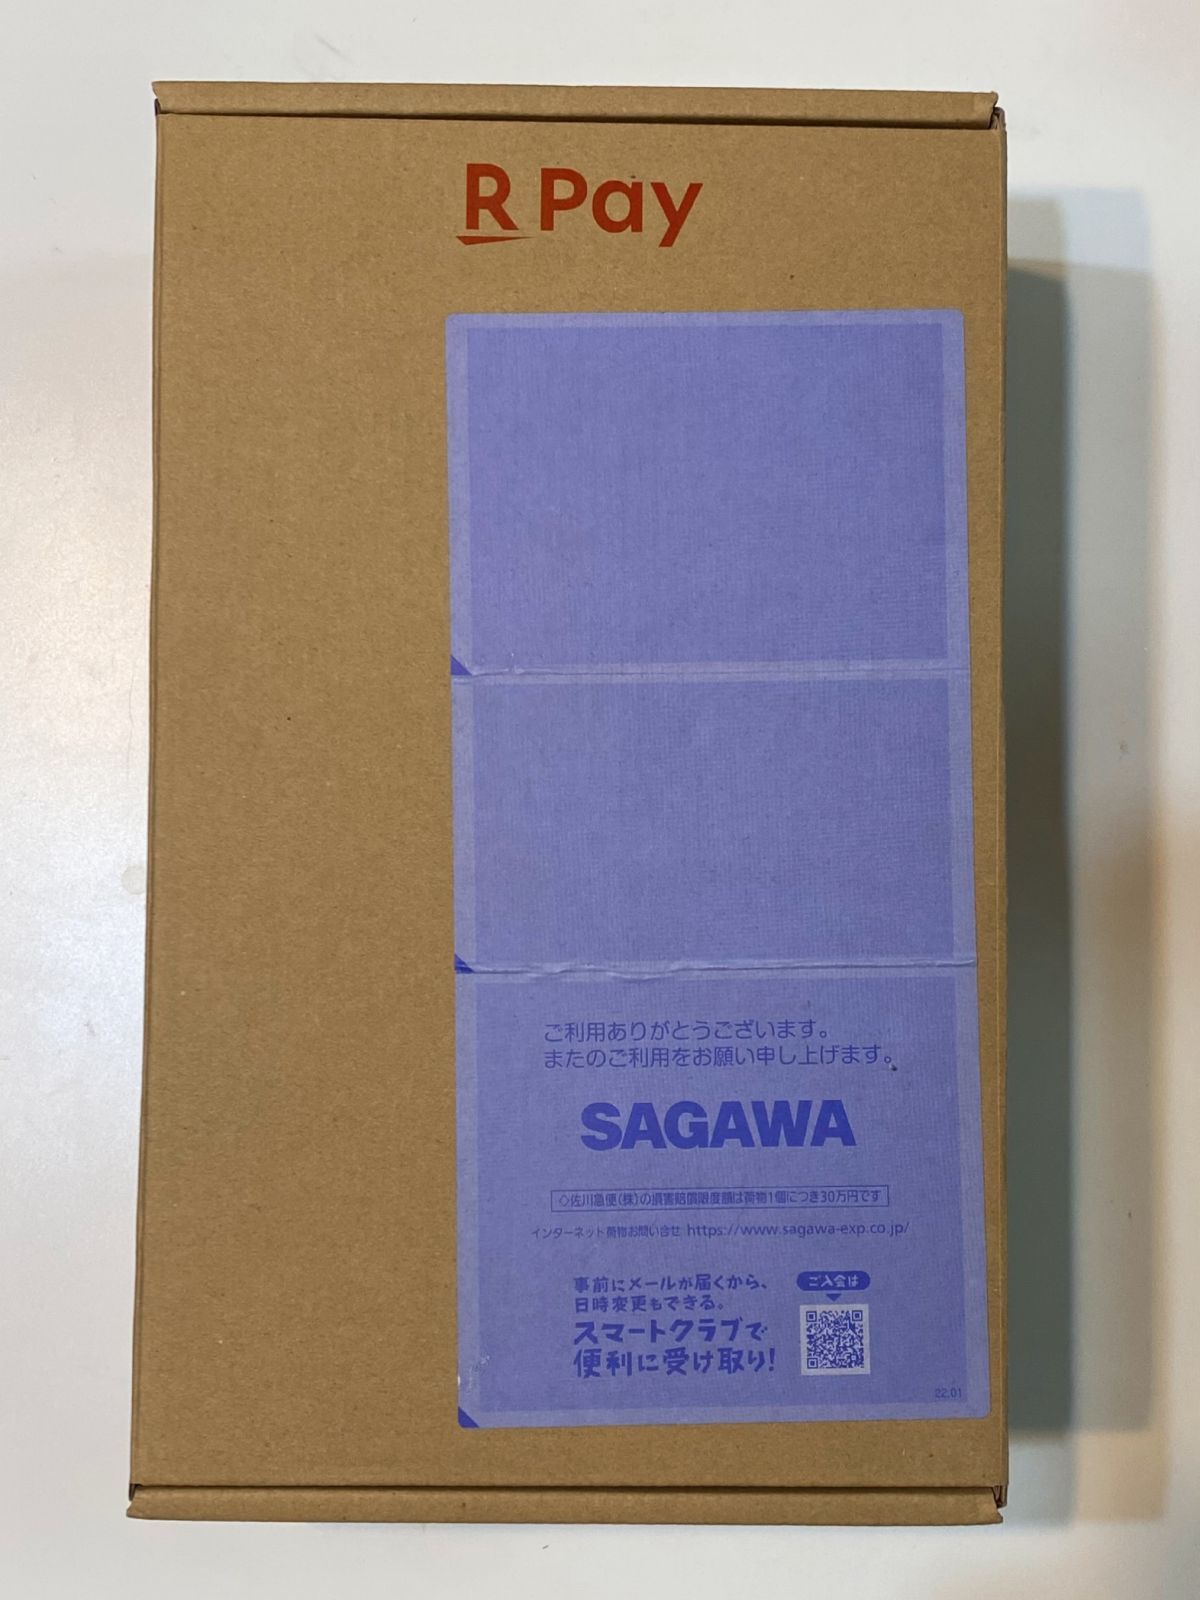 R Pay
ご利用ありがとうございます。
またのご利用をお願い申し上げます。
SAGAWA
◇佐川急便(株)の損害賠償限度額は荷物1個につき30万円です
インターネット荷物お問い合せ https://www.sagawa-exp.co.jp/
事前にメールが届くから、
日時変更もできる。
スマートクラブで
便利に受け取り!
ご入会は
22.01